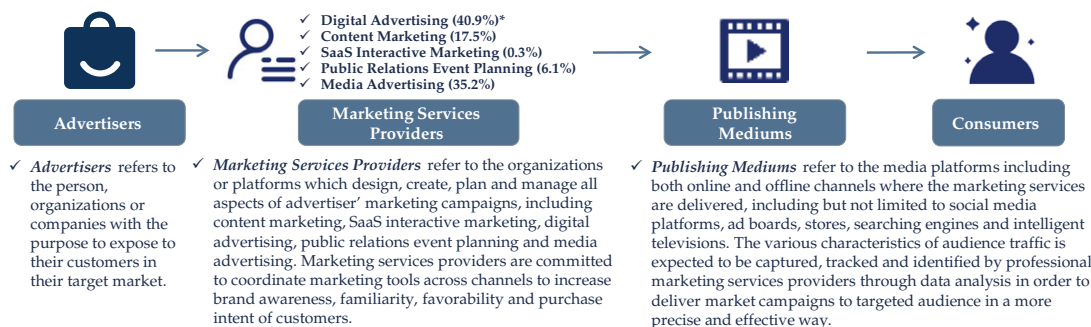 ✓ Digital Advertising (40.9%)*
✓ Content Marketing (17.5%)
✓ SaaS Interactive Marketing (0.3%)
✓ Public Relations Event Planning (6.1%)
✓ Media Advertising (35.2%)
Advertisers
Marketing Services
Providers
Publishing
Mediums
Consumers
✓ Advertisers refers to
the person,
organizations or
companies with the
purpose to expose to
their customers in
their target market.
✓ Marketing Services Providers refer to the organizations
or platforms which design, create, plan and manage all
aspects of advertiser’ marketing campaigns, including
content marketing, SaaS interactive marketing, digital
advertising, public relations event planning and media
advertising. Marketing services providers are committed
to coordinate marketing tools across channels to increase
brand awareness, familiarity, favorability and purchase
intent of customers.
✓ Publishing Mediums refer to the media platforms including
both online and offline channels where the marketing services
are delivered, including but not limited to social media
platforms, ad boards, stores, searching engines and intelligent
televisions. The various characteristics of audience traffic is
expected to be captured, tracked and identified by professional
marketing services providers through data analysis in order to
deliver market campaigns to targeted audience in a more
precise and effective way.